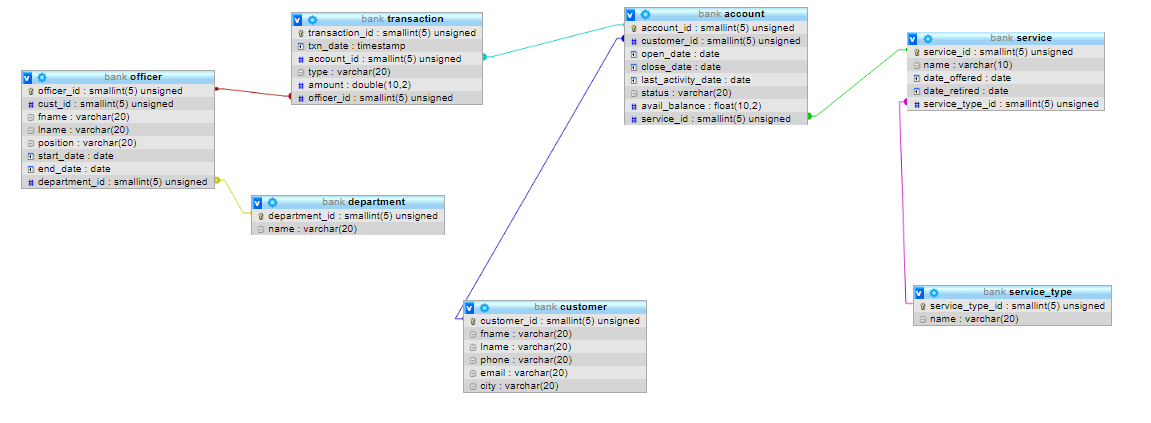 bank transaction
transaction_id : smallint(5) unsigned
txn_date : timestamp
account_id : smallint(5) unsigned
type : varchar(20)
amount : double(10,2)
officer_id : smallint(5) unsigned
bank account
account_id : smallint(5) unsigned
customer_id : smallint(5) unsigned
open_date : date
close_date : date
last_activity_date : date
status : varchar(20)
avail_balance : float(10,2)
service_id : smallint(5) unsigned
bank service
service_id : smallint(5) unsigned
name : varchar(10)
date_offered : date
date_retired : date
service_type_id : smallint(5) unsigned
bank officer
officer_id : smallint(5) unsigned
cust_id : smallint(5) unsigned
fname : varchar(20)
lname : varchar(20)
position : varchar(20)
start_date : date
end_date : date
department_id : smallint(5) unsigned
bank department
department_id : smallint(5) unsigned
name : varchar(20)
bank customer
customer_id : smallint(5) unsigned
fname : varchar(20)
lname : varchar(20)
phone : varchar(20)
email : varchar(20)
city : varchar(20)
bank service_type
service_type_id : smallint(5) unsigned
name : varchar(20)